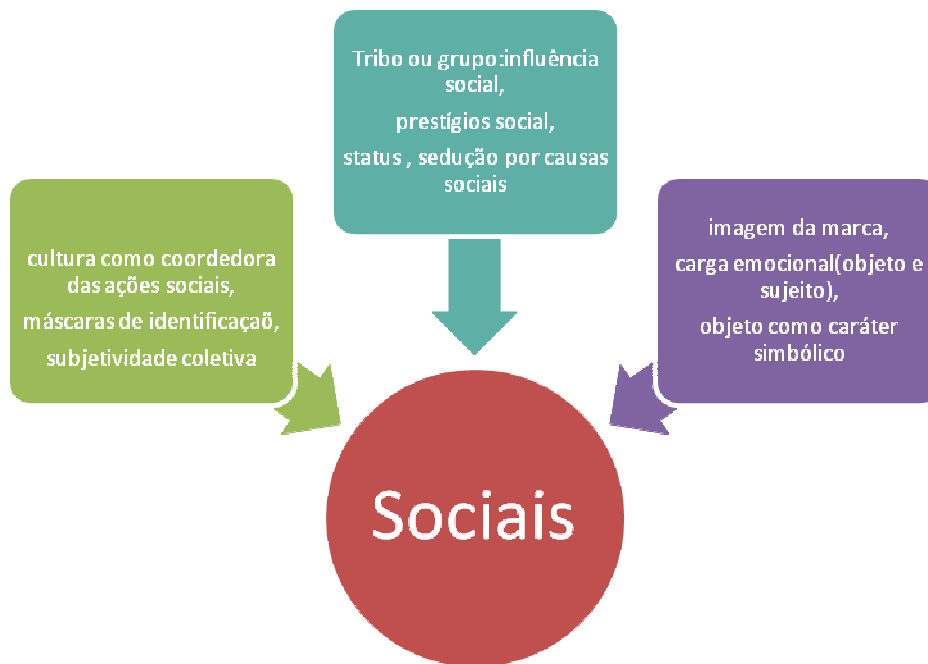 Tribo ou grupo:influência
social,
prestígios social,
status , sedução por causas
sociais
cultura como coordedora
das ações sociais,
máscaras de identificaçaõ,
subjetividade coletiva
imagem da marca,
carga emocional(objeto e
sujeito),
objeto como caráter
simbólico
Sociais